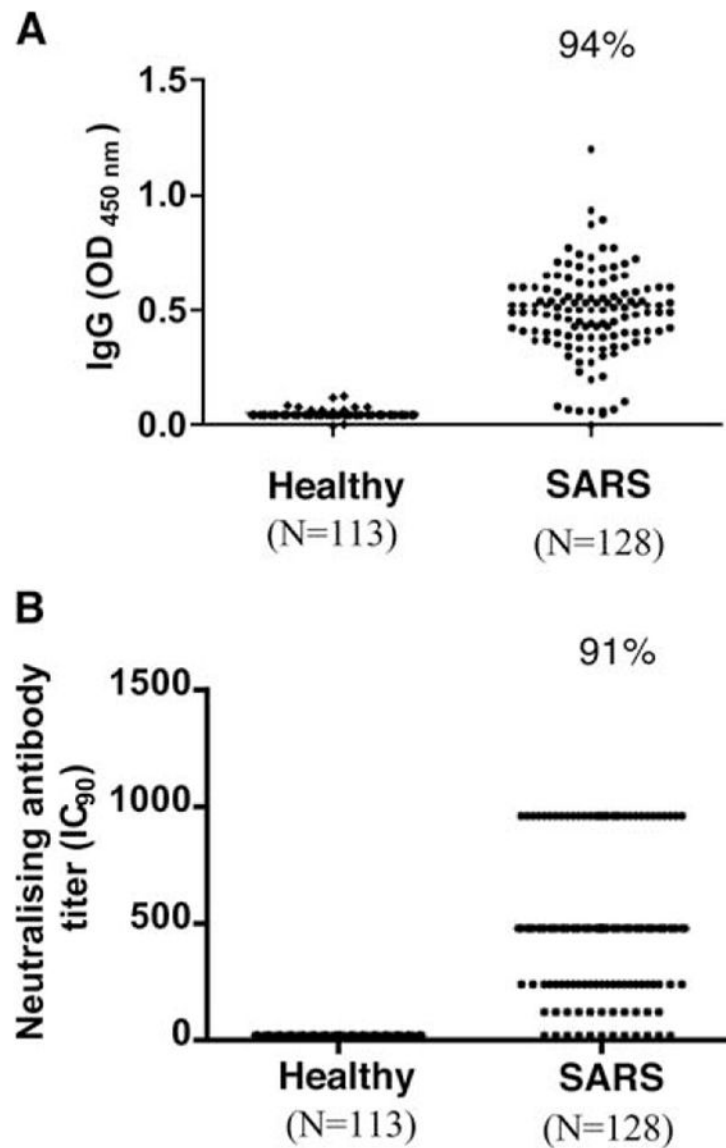 A
94%
IgG (OD 450 nm)
1.5
1.0
0.5
0.0
Healthy
SARS
(N=113)
(N=128)
B
91%
Neutralising antibody
titer (IC90)
1500
1000
500
0
Healthy
SARS
(N=113)
(N=128)